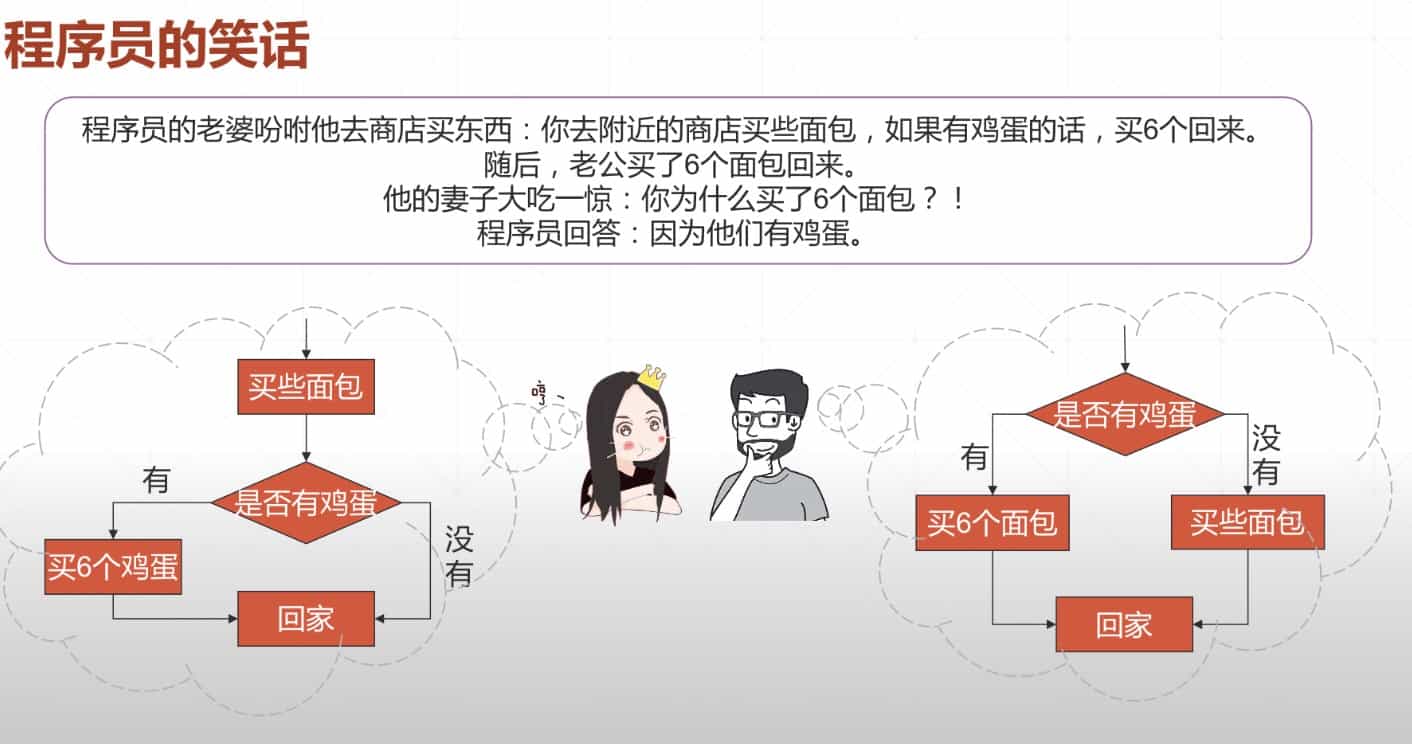 程序员的笑话
程序员的老婆吩咐他去商店买东西：你去附近的商店买些面包，如果有鸡蛋的话，买6个回来。
随后，老公买了6个面包回来。
他的妻子大吃一惊：你为什么买了6个面包？！
程序员回答：因为他们有鸡蛋。
买些面包
有
是否有鸡蛋
没
有
买6个鸡蛋
回家
哼
是否有鸡蛋
有
没
有
买6个面包
买些面包
回家